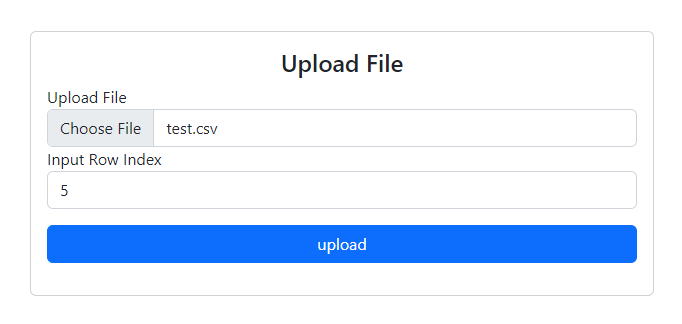 Upload File
Upload File
Choose File test.csv
Input Row Index
5
upload